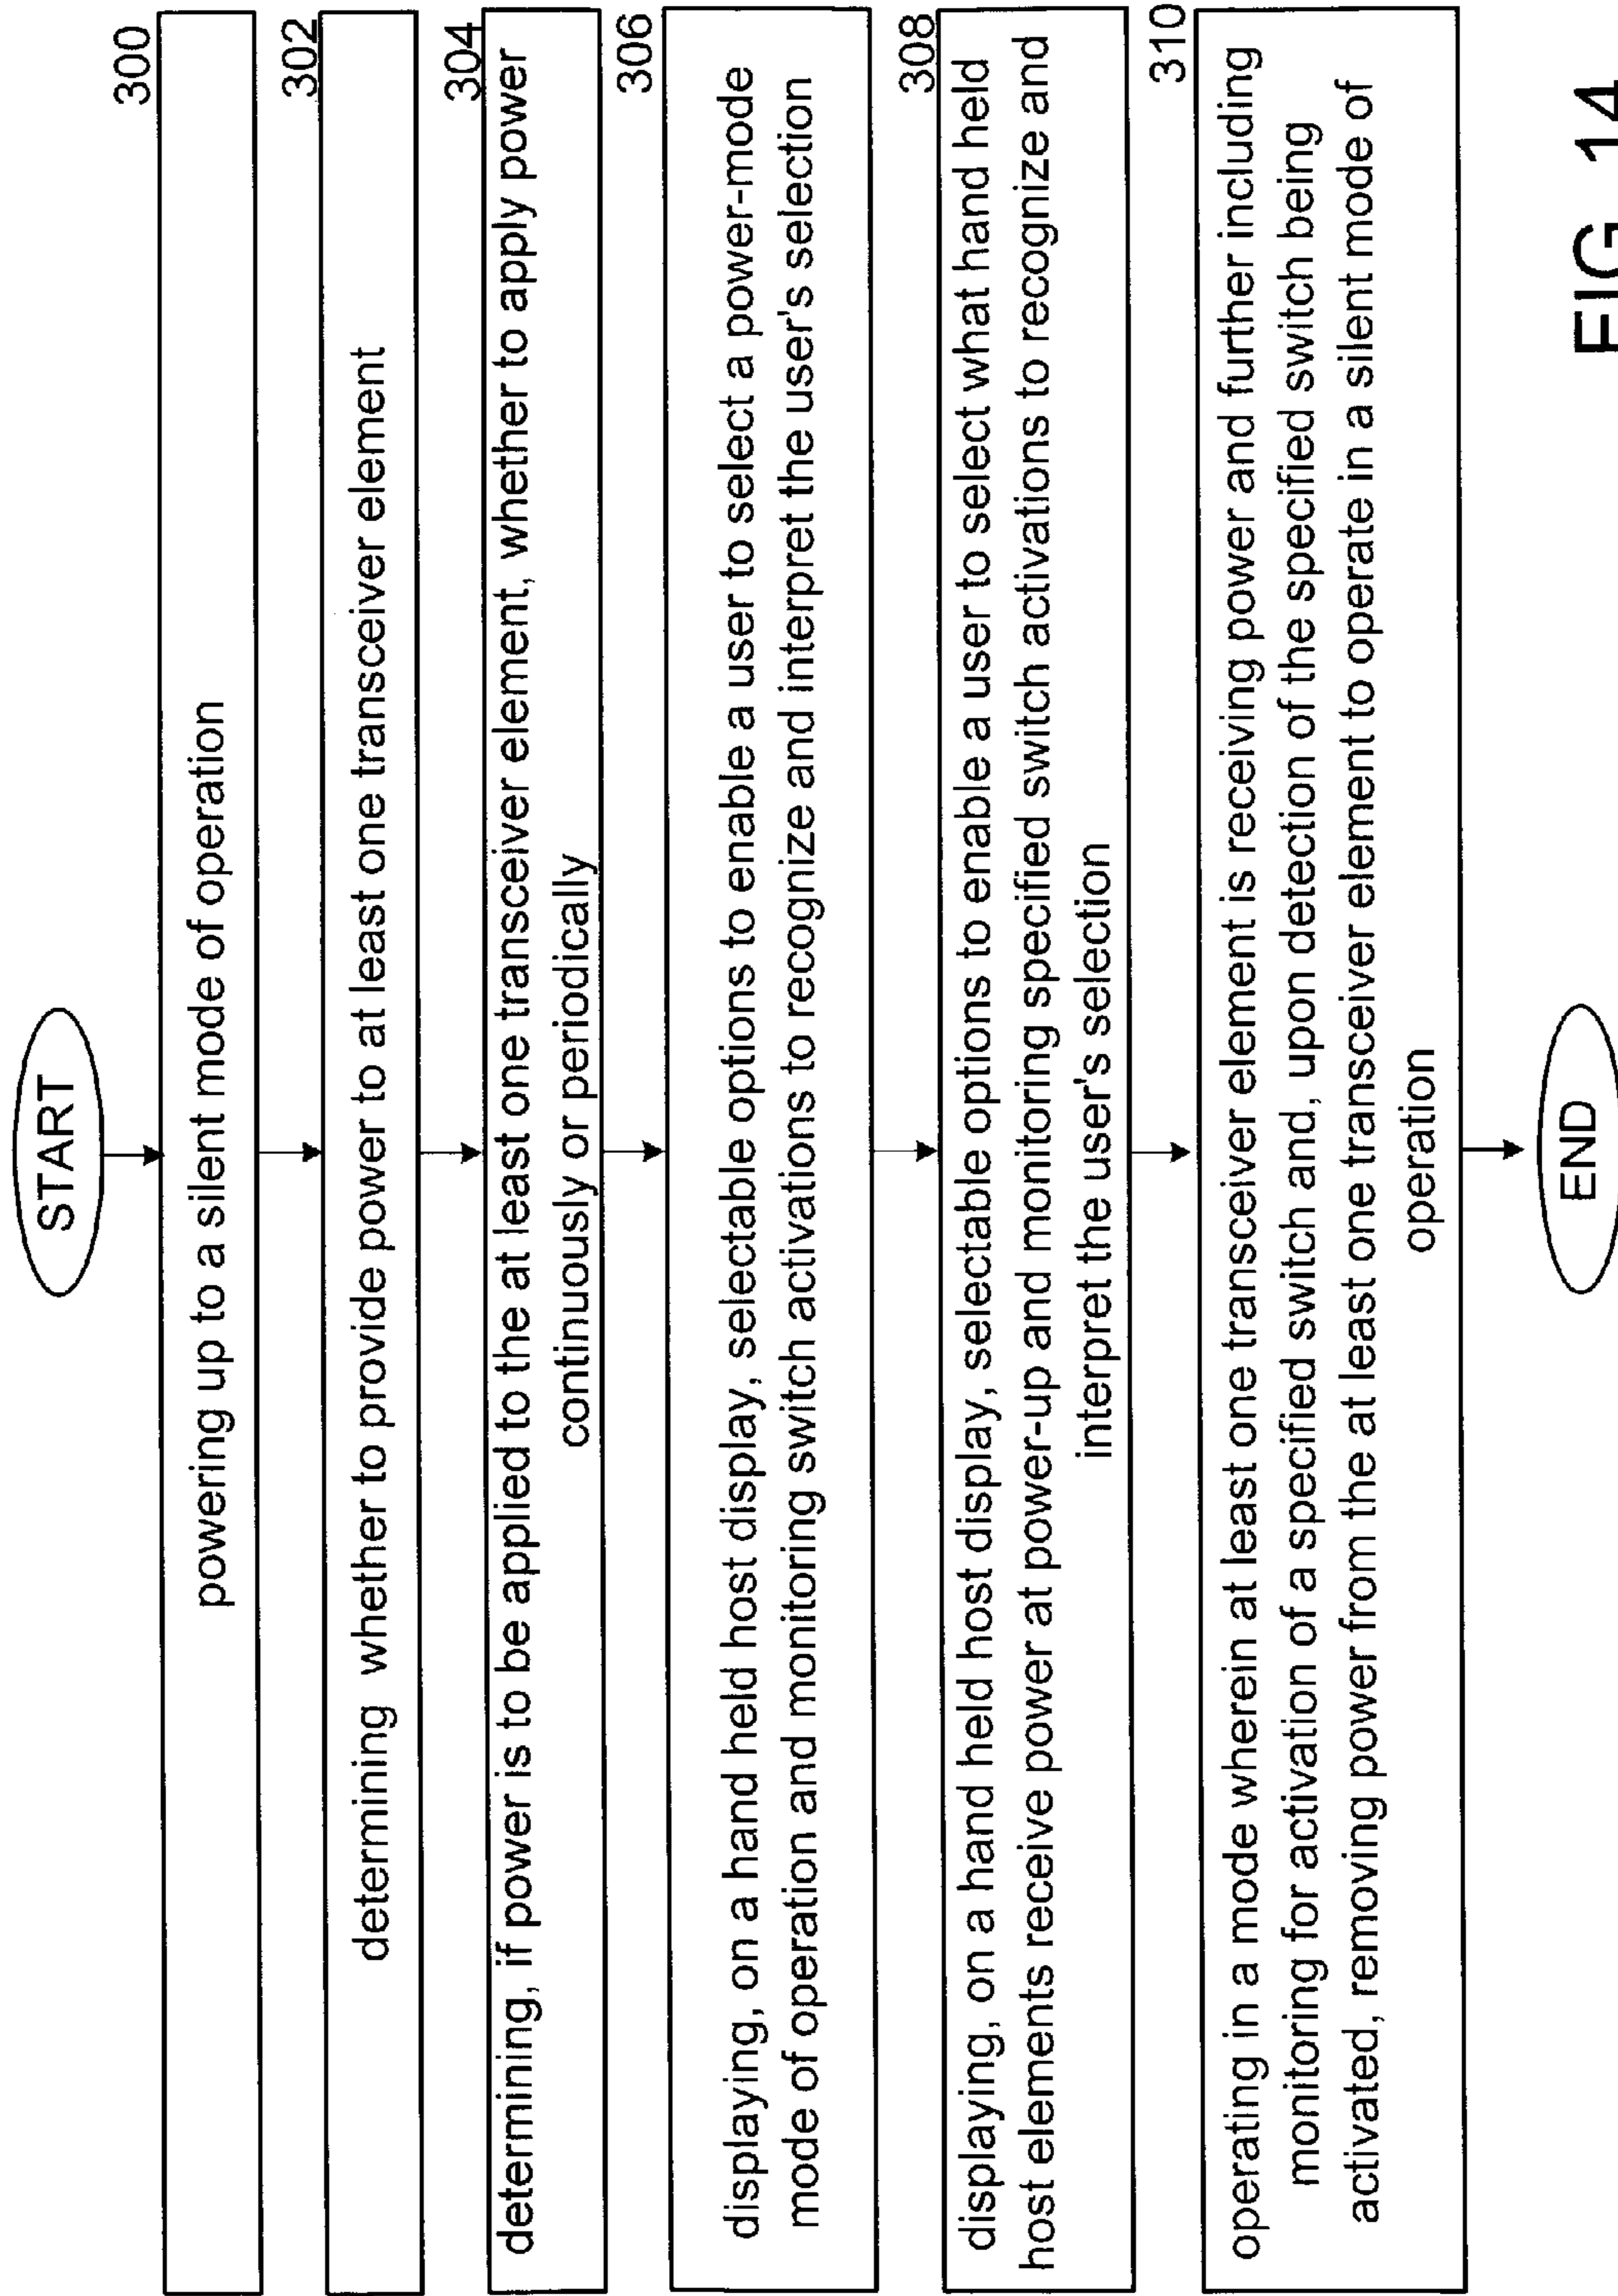 START
300
powering up to a silent mode of operation
302
determining whether to provide power to at least one transceiver element
304
determining, if power is to be applied to the at least one transceiver element, whether to apply power
continuously or periodically
306
displaying, on a hand held host display, selectable options to enable a user to select a power-mode
mode of operation and monitoring switch activations to recognize and interpret the user's selection
308
displaying, on a hand held host display, selectable options to enable a user to select what hand held
host elements receive power at power-up and monitoring specified switch activations to recognize and
interpret the user's selection
310
operating in a mode wherein at least one transceiver element is receiving power and further including
monitoring for activation of a specified switch and, upon detection of the specified switch being
activated, removing power from the at least one transceiver element to operate in a silent mode of
operation
END
FIG. 14